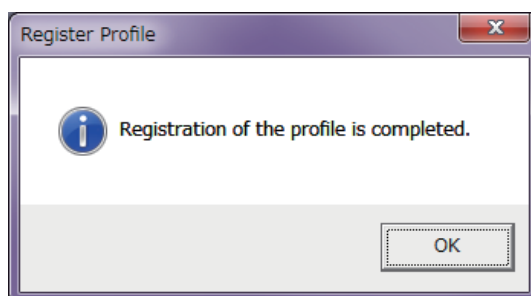 Register Profile
Registration of the profile is completed.
OK